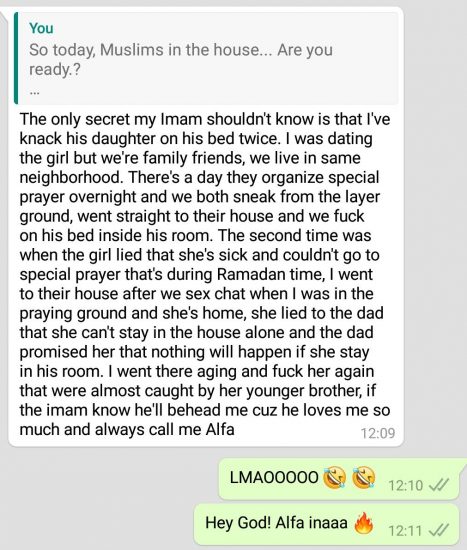 You
So today, Muslims in the house... Are you
ready.?
...
The only secret my Imam shouldn't know is that I've
knack his daughter on his bed twice. I was dating
the girl but we're family friends, we live in same
neighborhood. There's a day they organize special
prayer overnight and we both sneak from the layer
ground, went straight to their house and we fuck
on his bed inside his room. The second time was
when the girl lied that she's sick and couldn't go to
special prayer that's during Ramadan time, I went
to their house after we sex chat when I was in the
praying ground and she's home, she lied to the dad
that she can't stay in the house alone and the dad
promised her that nothing will happen if she stay
in his room. I went there aging and fuck her again
that were almost caught by her younger brother, if
the imam know he'll behead me cuz he loves me so
much and always call me Alfa
12:09
LMAOOOOO 🤣 🤣 12:10
Hey God! Alfa inaaa 🔥 12:11